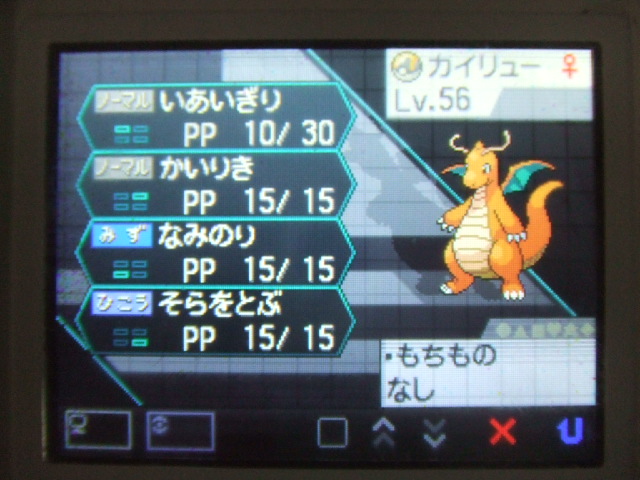 ガイリュー ♀
Lv.56
ノーマル いあいぎり
PP 10/30
ノーマル かいりき
PP 15/15
みず なみのり
PP 15/15
ひこう そらをとぶ
PP 15/15
・もちもの
なし